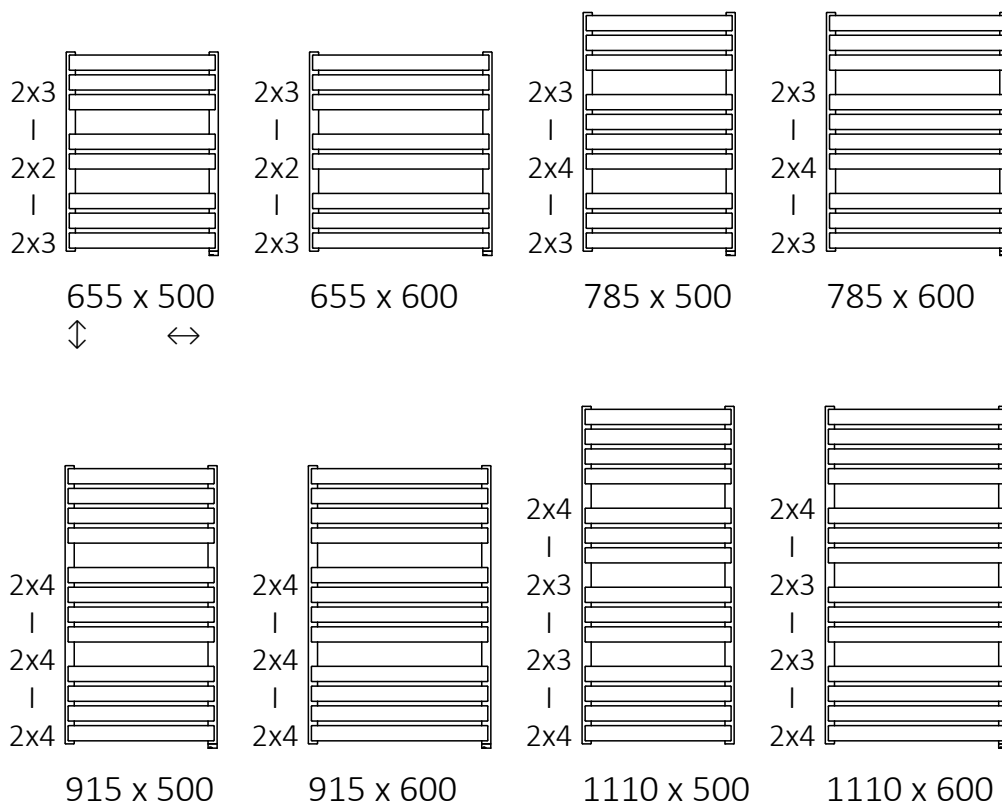 2x3
|
2x2
|
2x3
655 x 500
2x3
|
2x2
|
2x3
655 x 600
2x3
|
2x4
|
2x3
785 x 500
2x3
|
2x4
|
2x3
785 x 600
2x4
|
2x4
|
2x4
915 x 500
2x4
|
2x4
|
2x4
915 x 600
2x4
|
2x3
|
2x3
|
2x4
1110 x 500
2x4
|
2x3
|
2x3
|
2x4
1110 x 600